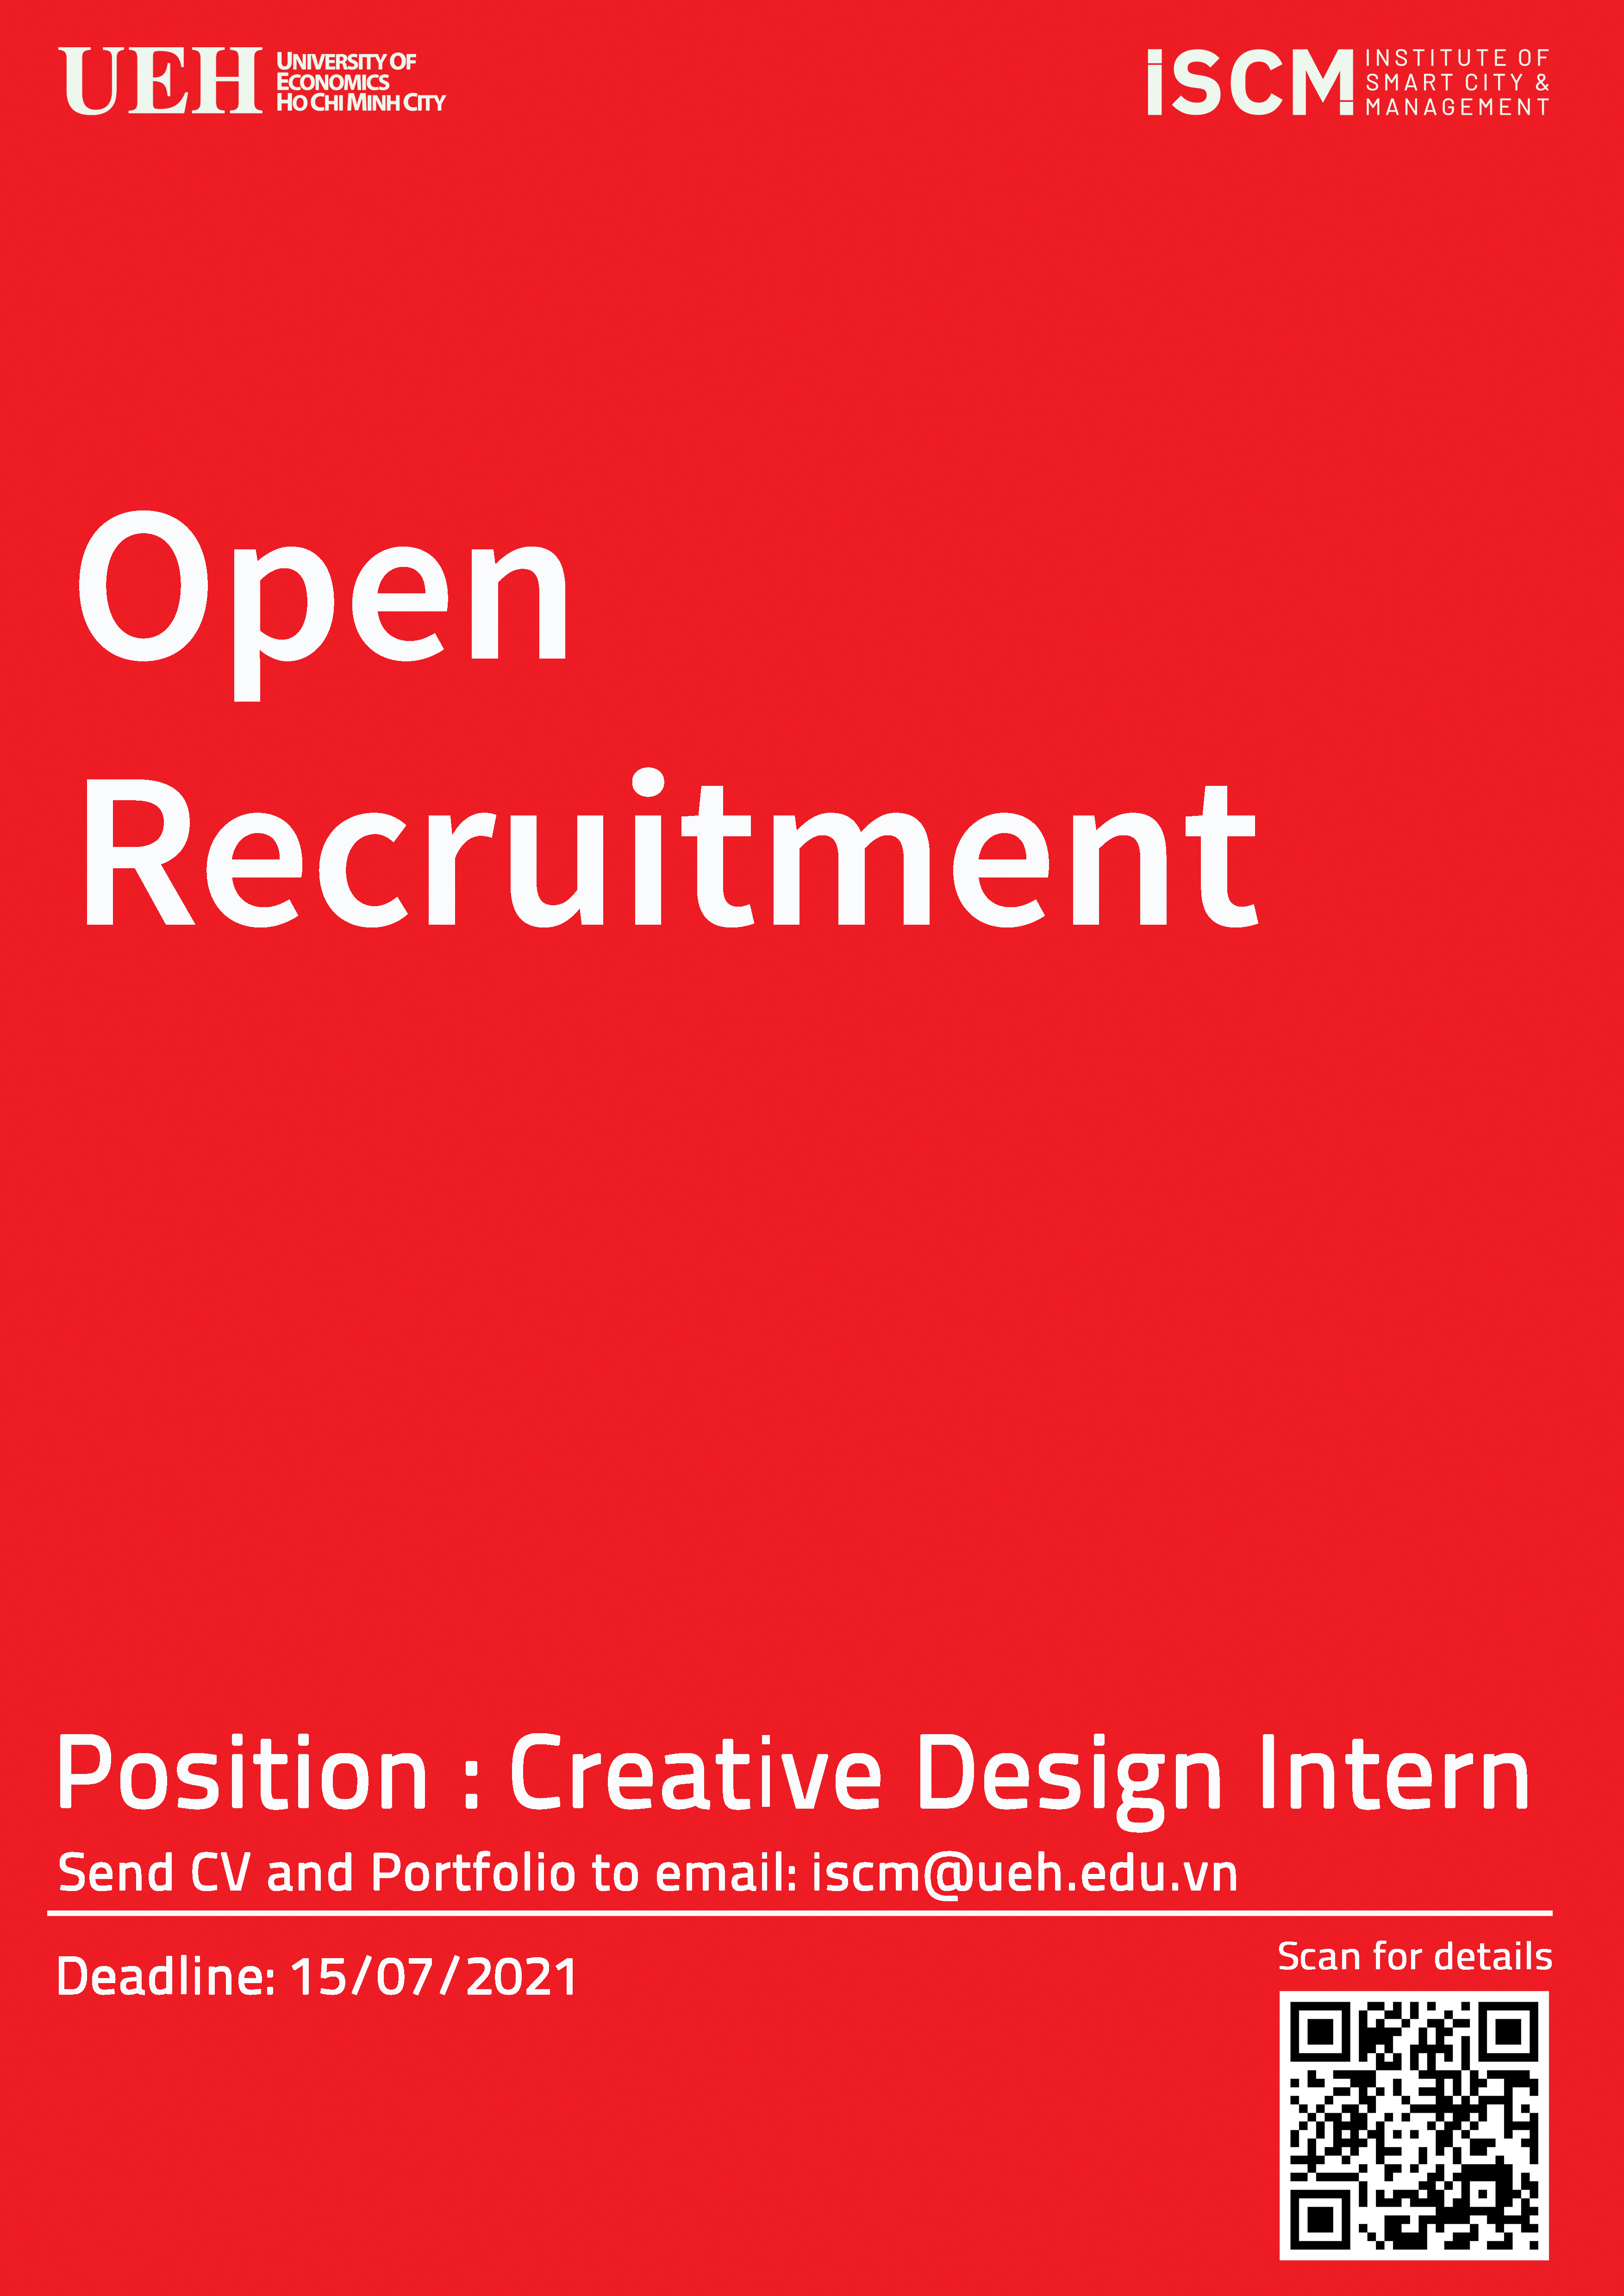 UEH
UNIVERSITY OF
ECONOMICS
HO CHI MINH CITY
iSCM
INSTITUTE OF
SMART CITY &
MANAGEMENT
Open
Recruitment
Position : Creative Design Intern
Send CV and Portfolio to email: iscm@ueh.edu.vn
Deadline: 15/07/2021
Scan for details